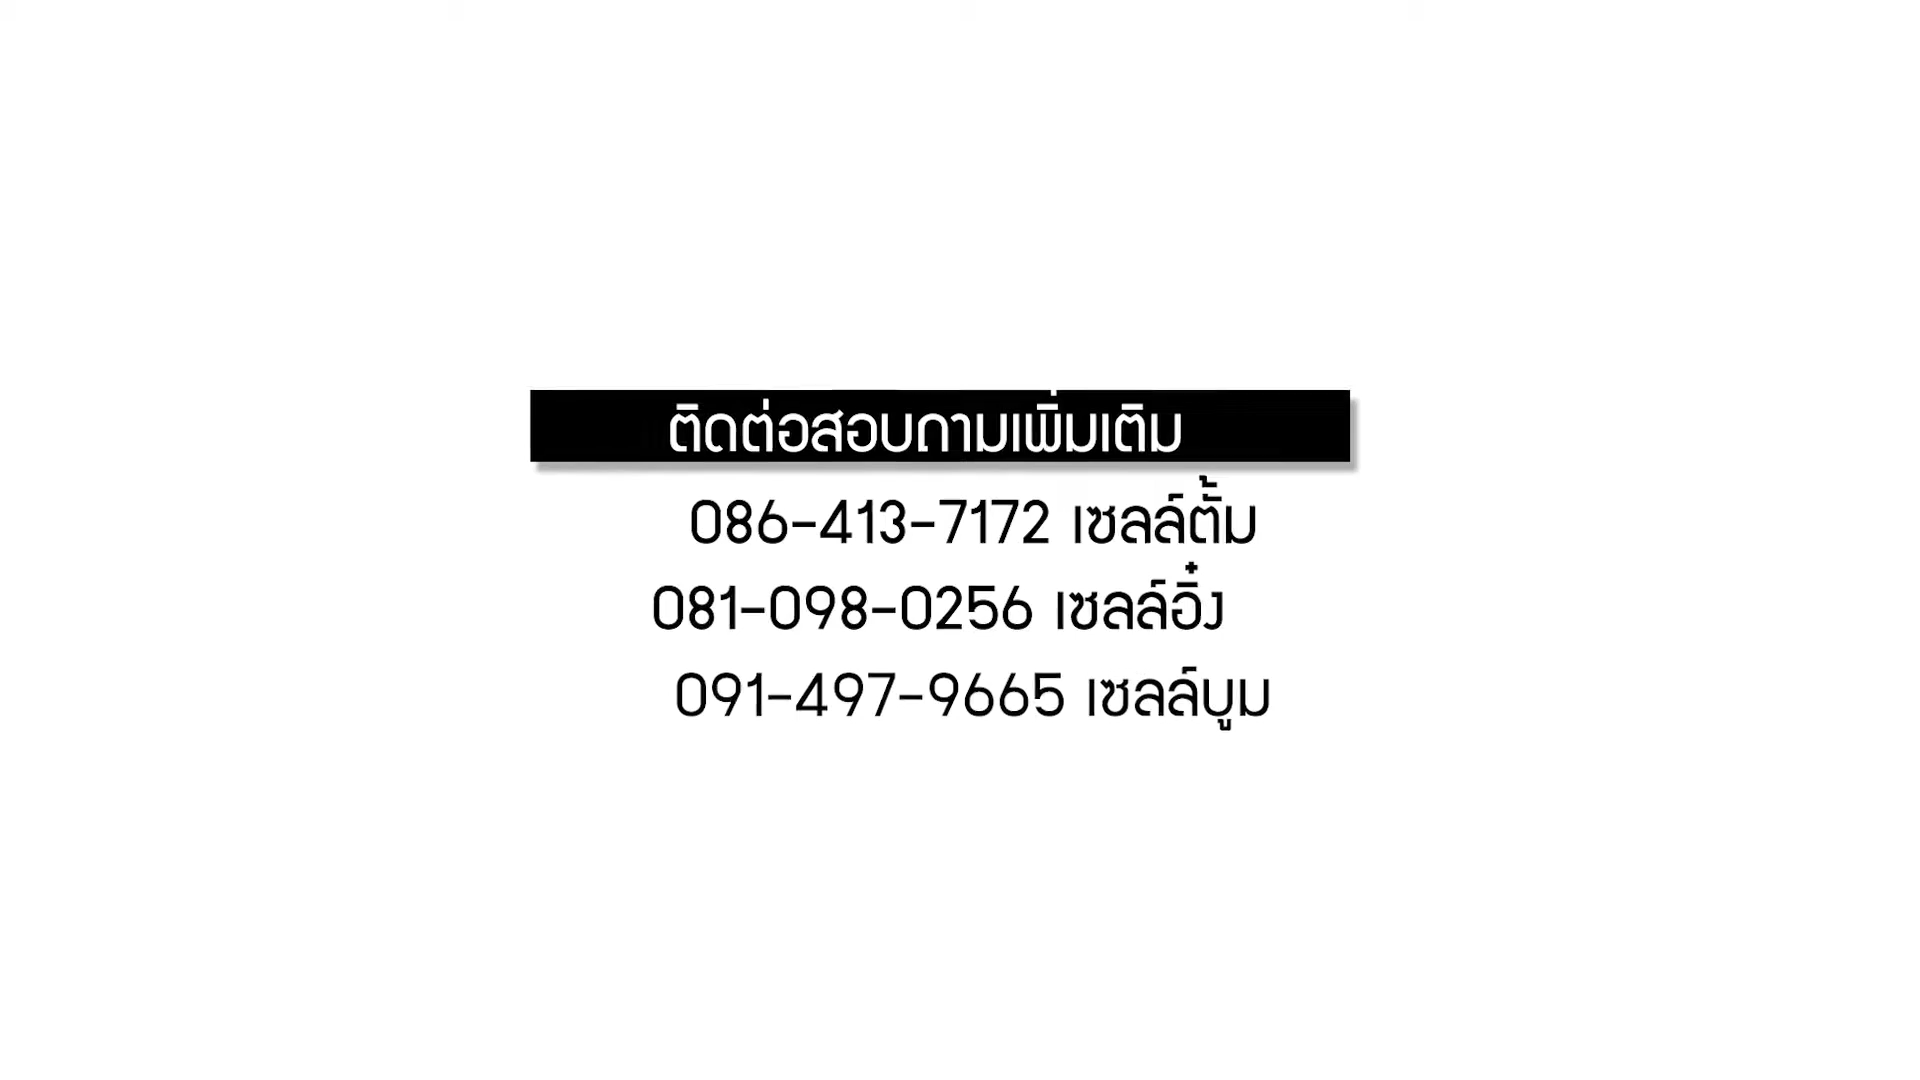 ติดต่อสอบถามเพิ่มเติม
086-413-7172 เซลล์ตั้ม
081-098-0256 เซลล์อิ๋ง
091-497-9665 เซลล์บูม